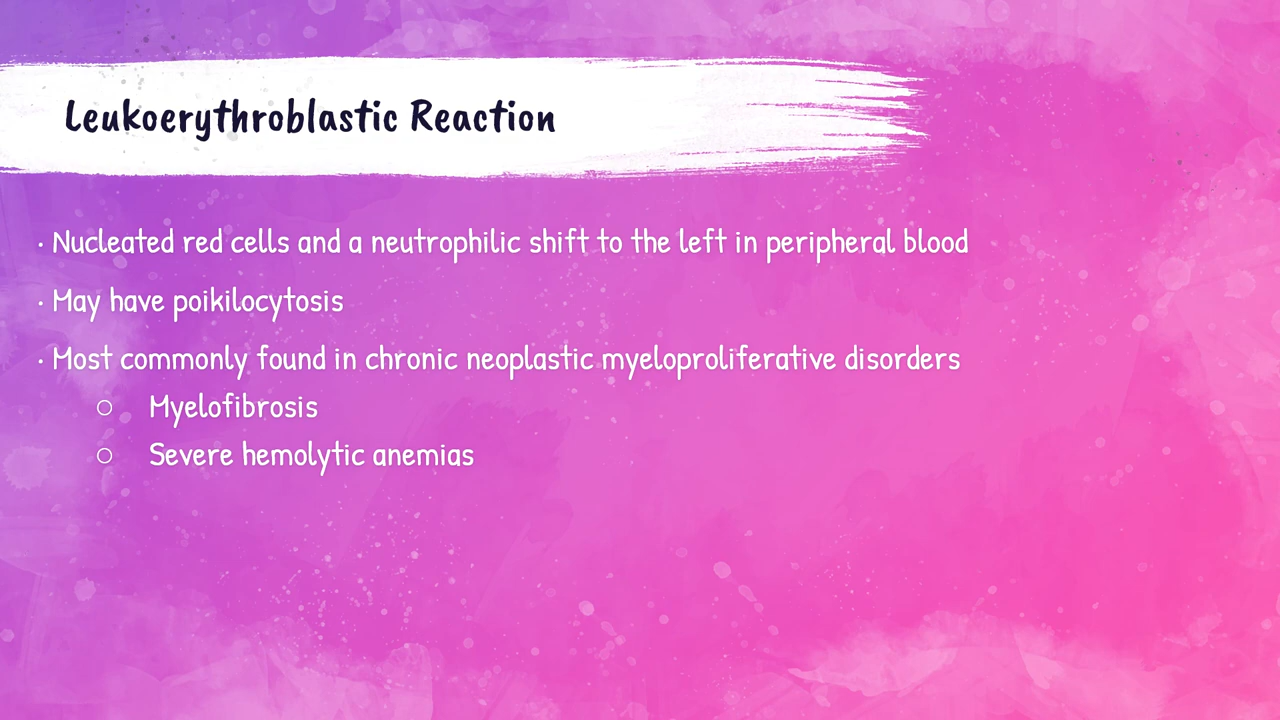 Leukoerythroblastic Reaction
• Nucleated red cells and a neutrophilic shift to the left in peripheral blood
• May have poikilocytosis
• Most commonly found in chronic neoplastic myeloproliferative disorders
○ Myelofibrosis
○ Severe hemolytic anemias